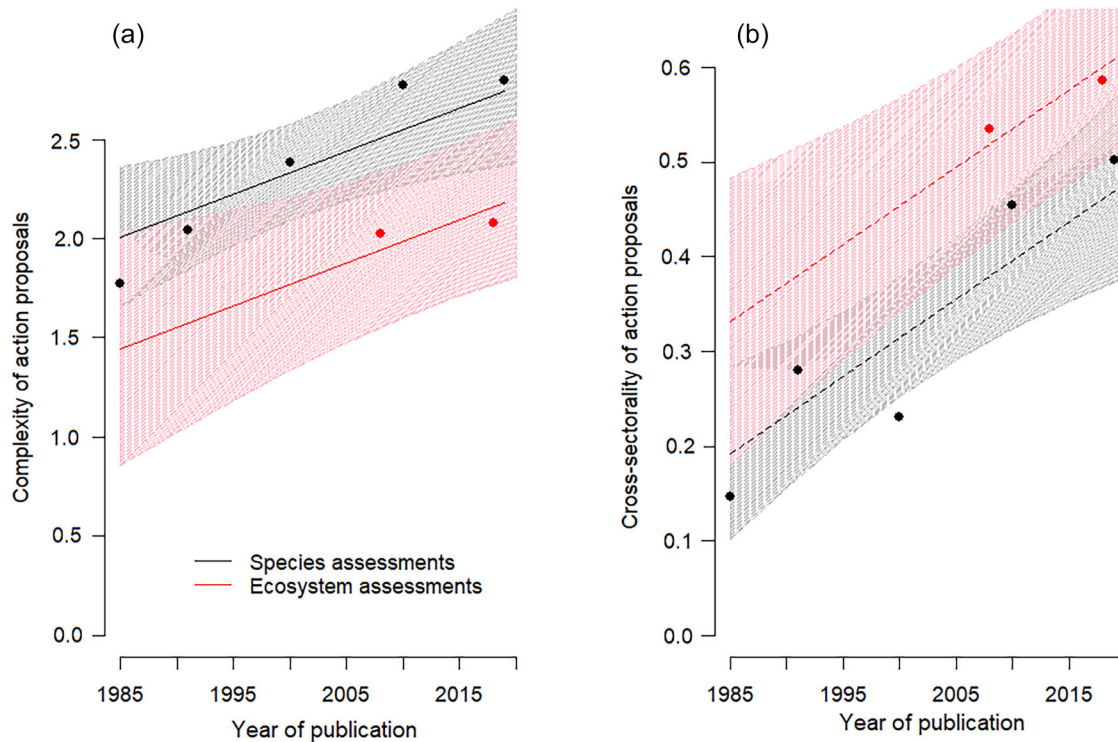 (a)
Complexity of action proposals
2.5
2.0
1.5
1.0
0.5
0.0
Species assessments
Ecosystem assessments
1985 1995 2005 2015
Year of publication
(b)
Cross-sectorality of action proposals
0.6
0.5
0.4
0.3
0.2
0.1
0.0
1985 1995 2005 2015
Year of publication